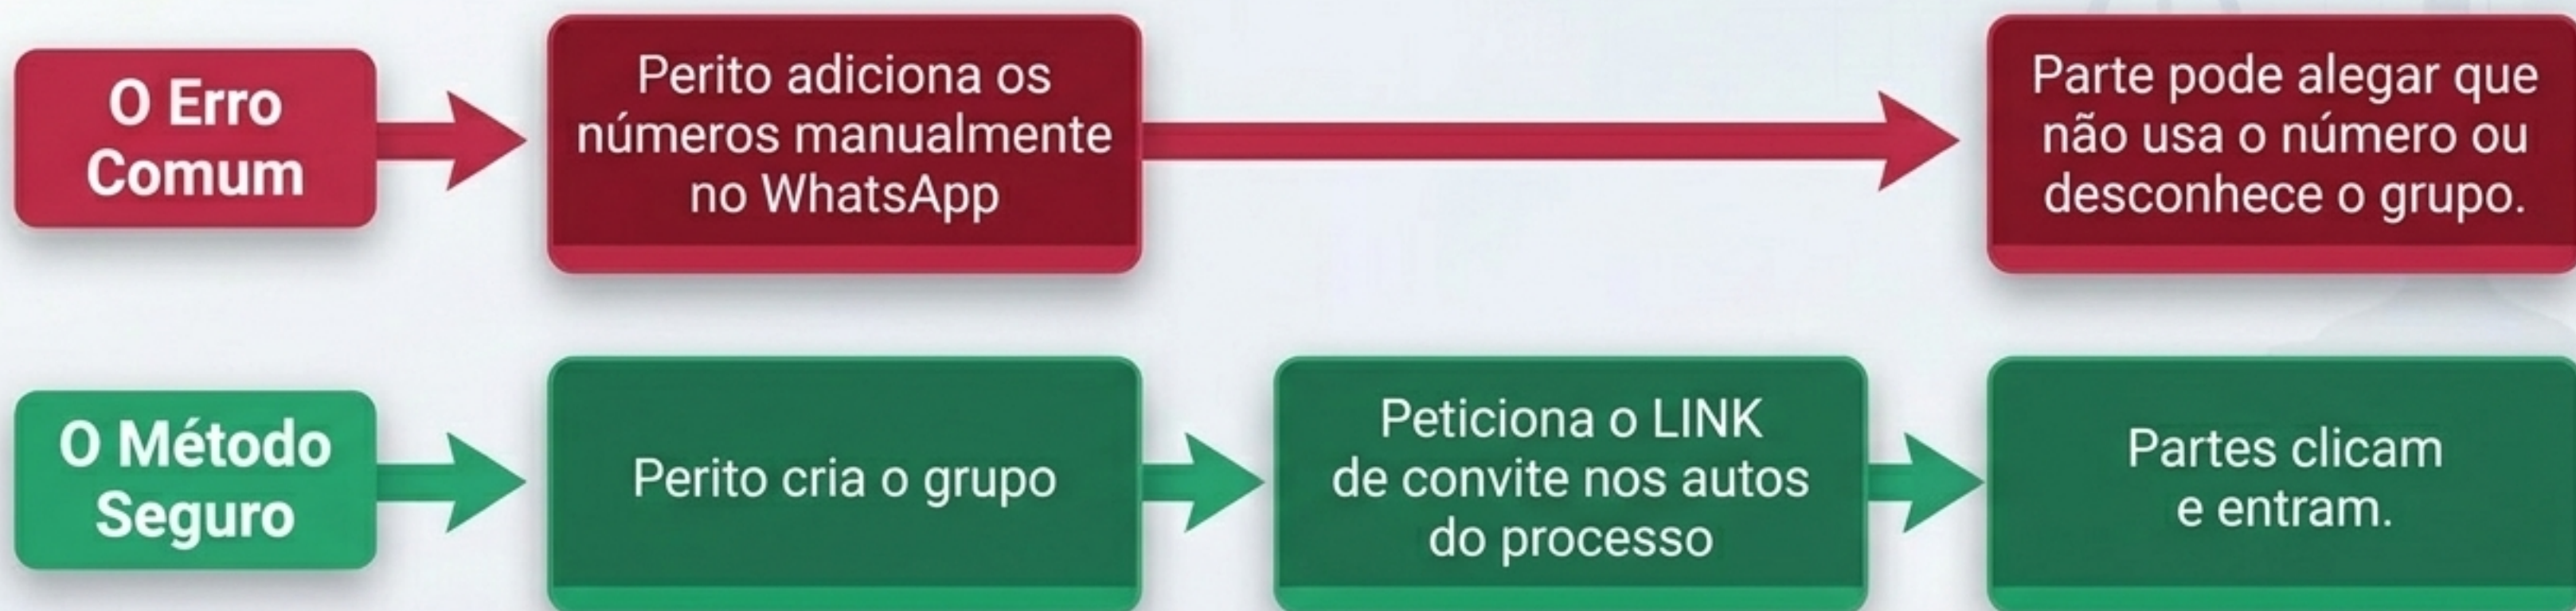 O Erro
Comum
Perito adiciona os
números manualmente
no WhatsApp
Parte pode alegar que
não usa o número ou
desconhece o grupo.
O Método
Seguro
Perito cria o grupo
Peticiona o LINK
de convite nos autos
do processo
Partes clicam
e entram.